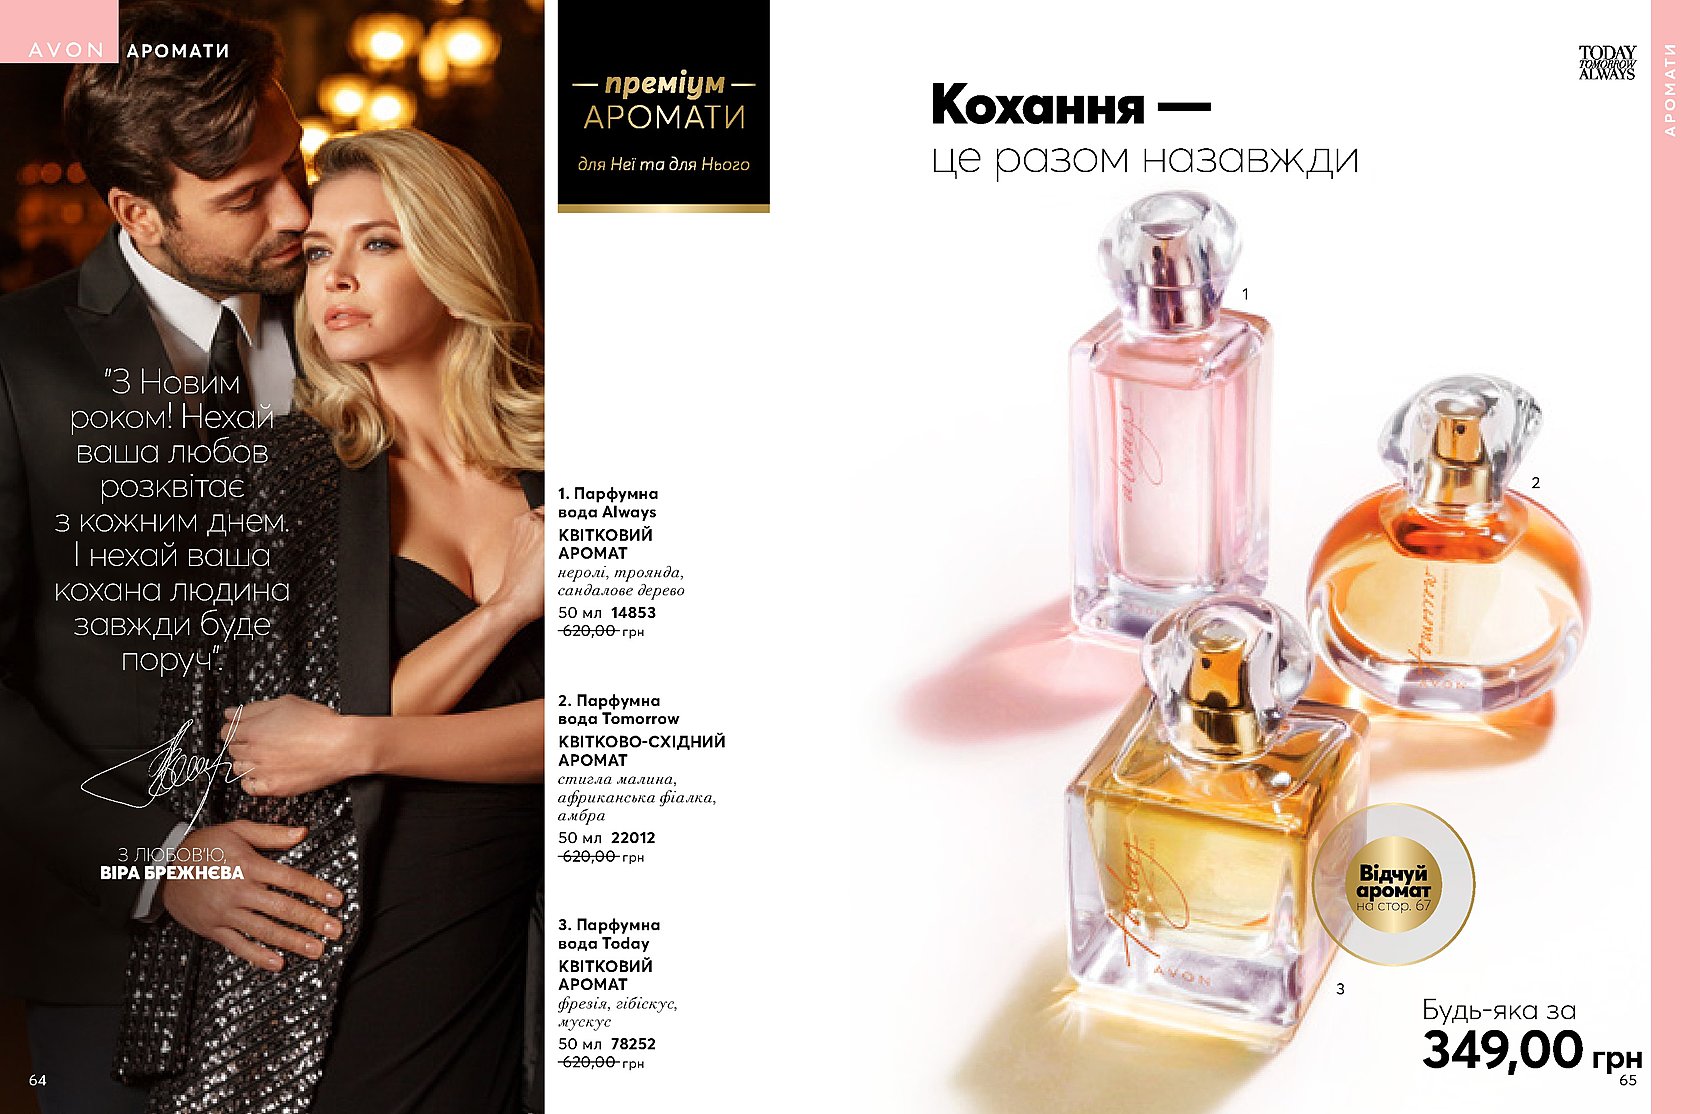 AVON АРОМАТИ
"З Новим
роком! Нехай
ваша любов
розквітає
з кожним днем.
І нехай ваша
кохана людина
завжди буде
поруч".
З ЛЮБОВ'Ю,
ВІРА БРЕЖНЄВА
64
преміум
АРОМАТИ
для Неї та для Нього
1. Парфумна
вода Always
КВІТКОВИЙ
АРОМАТ
неролі, троянда,
сандалове дерево
50 мл 14853
620,00 грн
2. Парфумна
вода Tomorrow
КВІТКОВО-СХІДНИЙ
АРОМАТ
стигла малина,
африканська фіалка,
амбра
50 мл 22012
620,00 грн
3. Парфумна
вода Today
КВІТКОВИЙ
АРОМАТ
фрезія, гібіскус,
мускус
50 мл 78252
620,00 грн
Кохання —
це разом назавжди
TODAY
TOMORROW
ALWAYS
АРОМАТИ
1
always
2
tomorrow
AVON
today
AVON
3
Відчуй
аромат
на стор. 67
Будь-яка за
349,00 грн
65